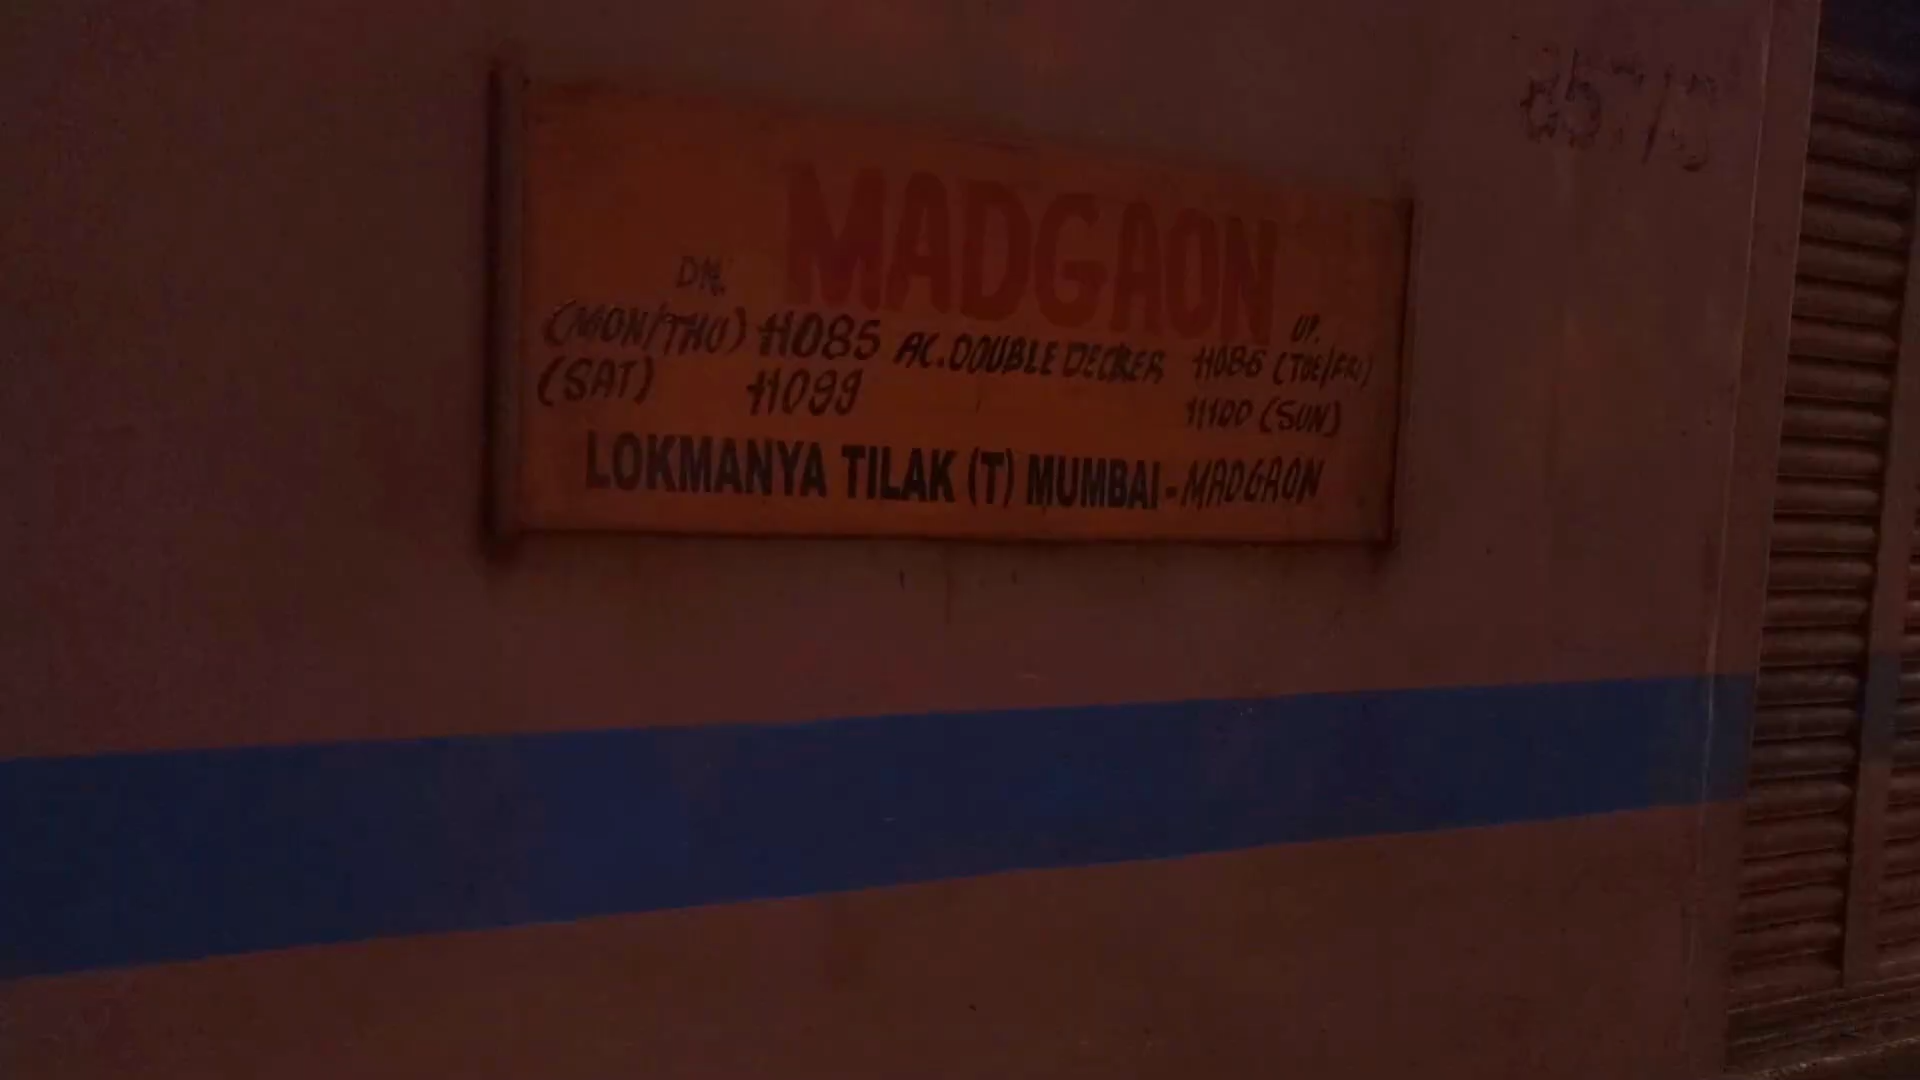 MADGAON
DN. UP.
(MON/THU) 11085 AC. DOUBLE DECKER 11086 (TUE/FRI)
(SAT) 11099 11100 (SUN)
LOKMANYA TILAK (T) MUMBAI - MADGAON